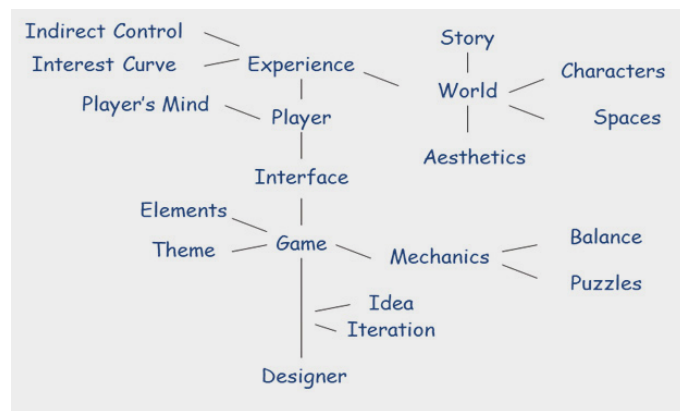 Indirect Control
Story
Interest Curve
Experience
Characters
World
Player's Mind
Player
Spaces
Aesthetics
Interface
Elements
Game
Theme
Mechanics
Balance
Puzzles
Idea
Iteration
Designer